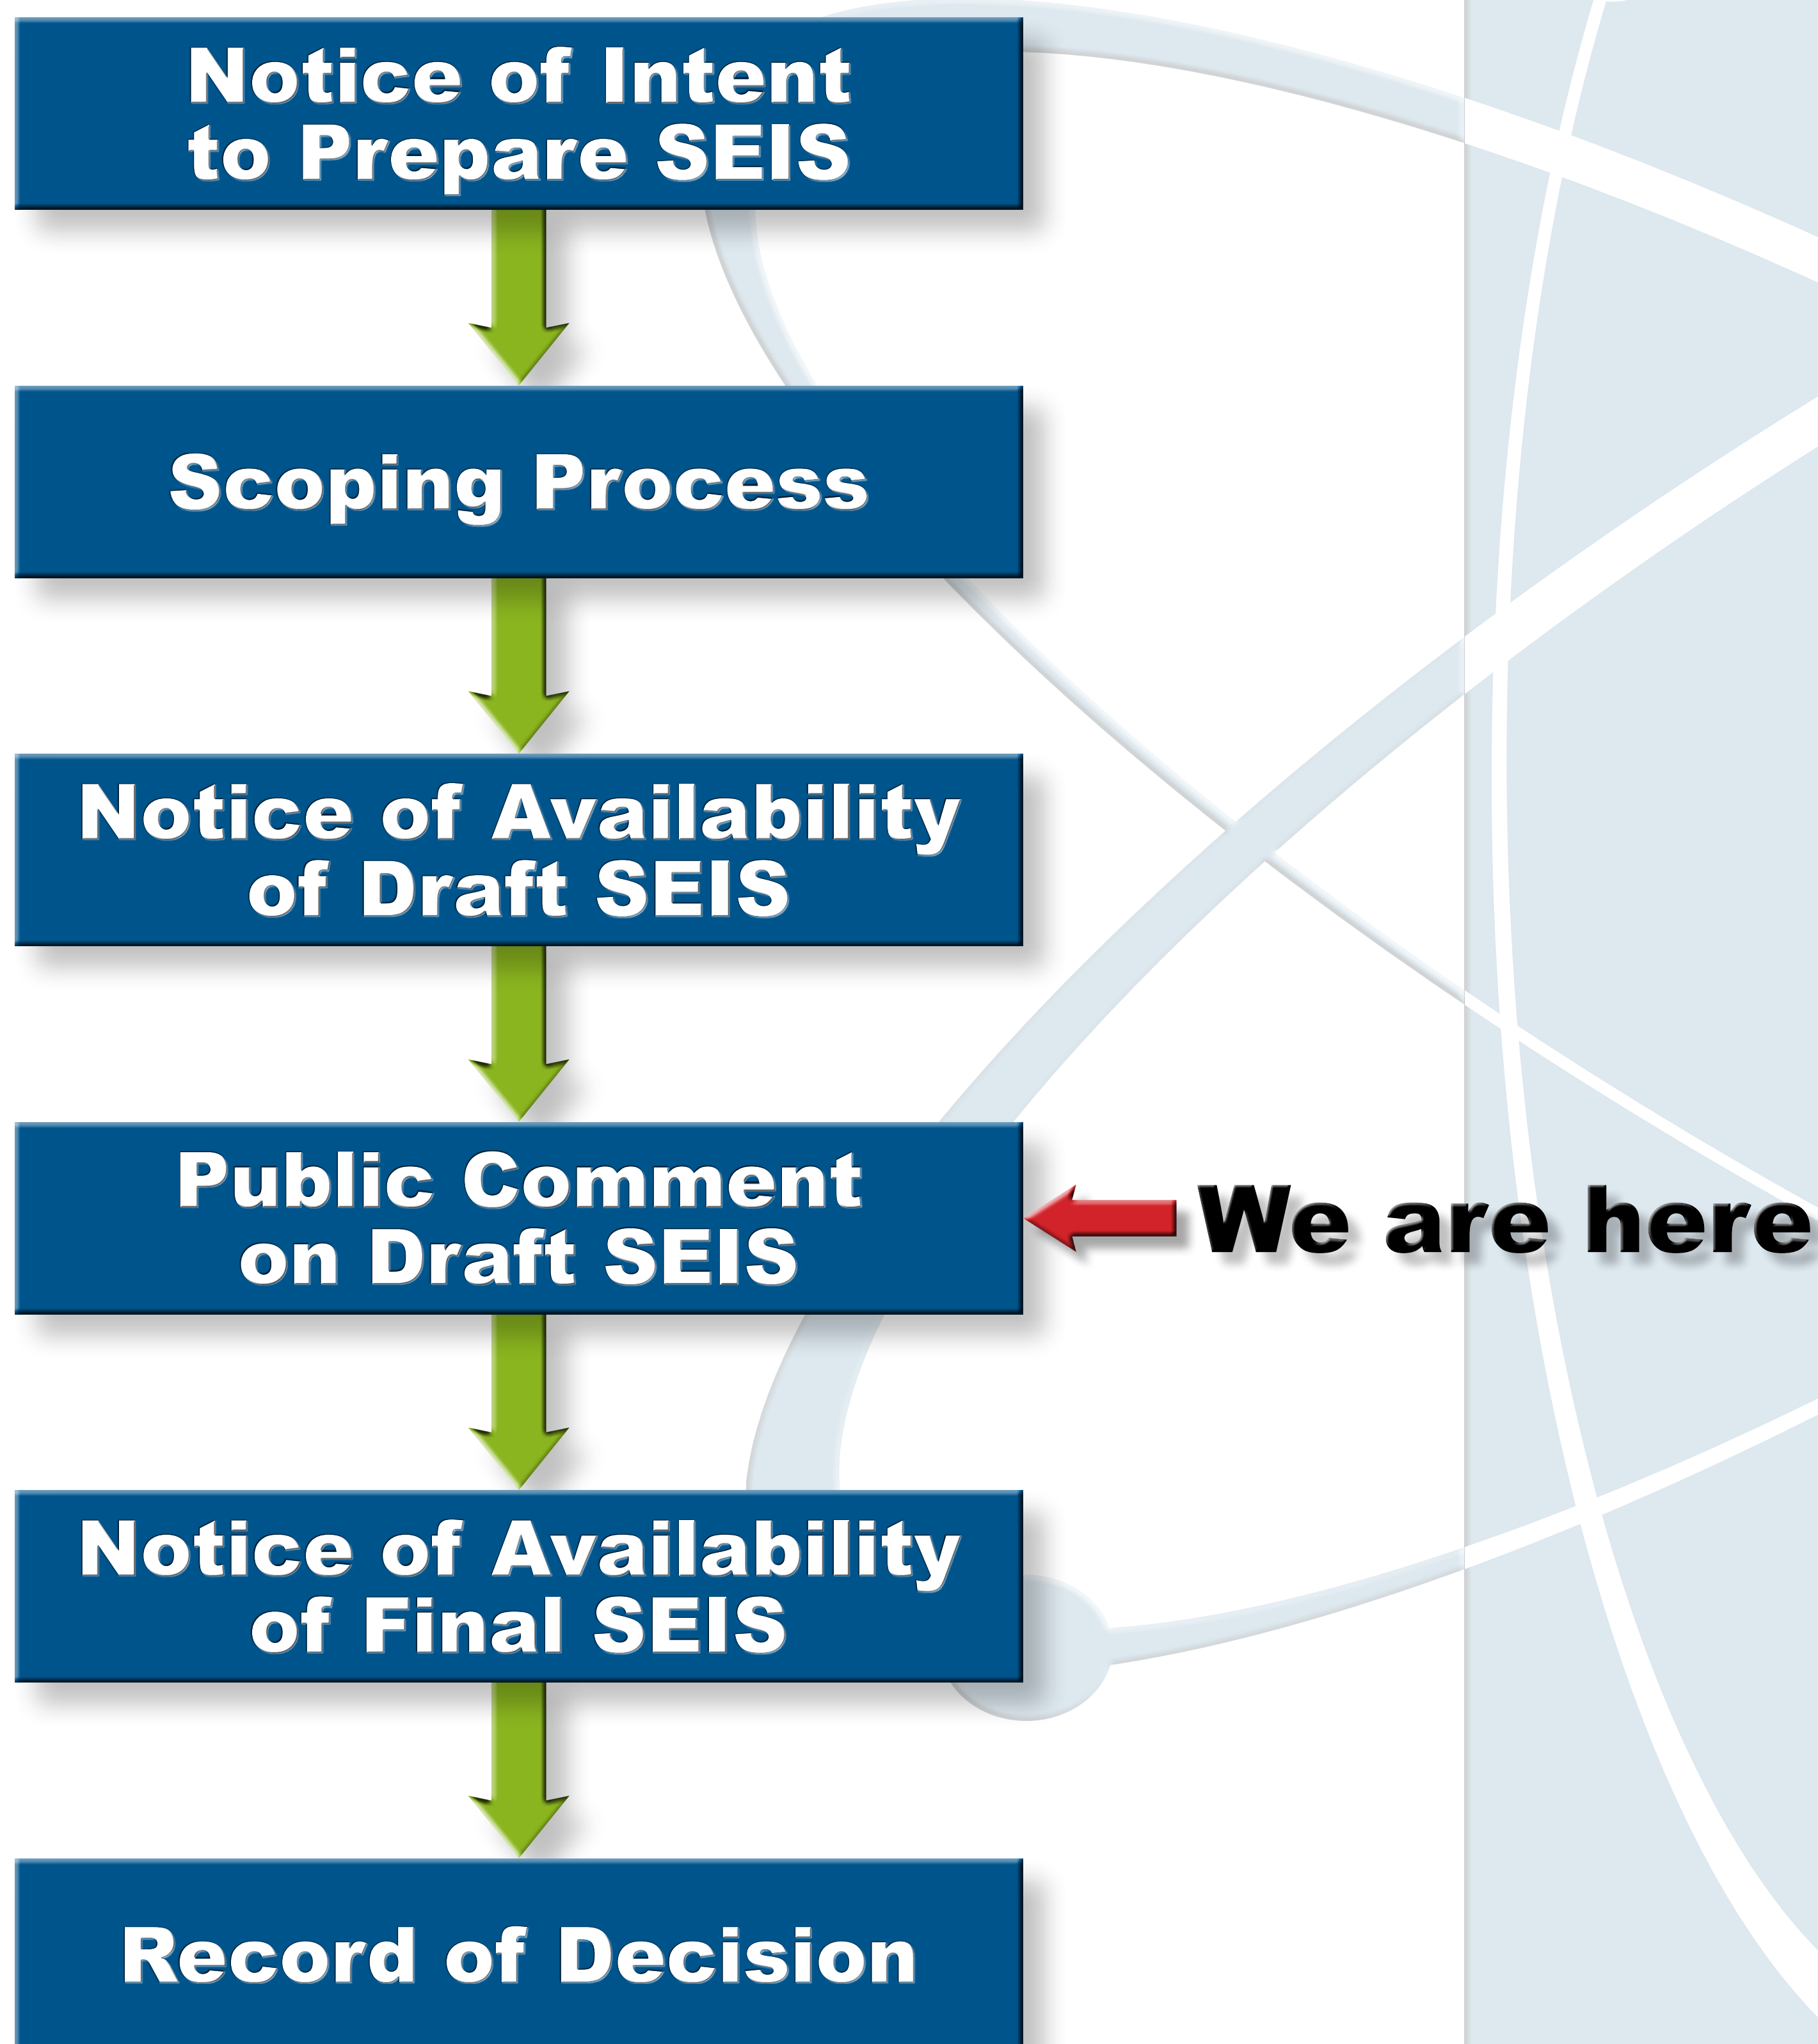 Notice of Intent
to Prepare SEIS
Scoping Process
Notice of Availability
of Draft SEIS
Public Comment
on Draft SEIS
We are here
Notice of Availability
of Final SEIS
Record of Decision